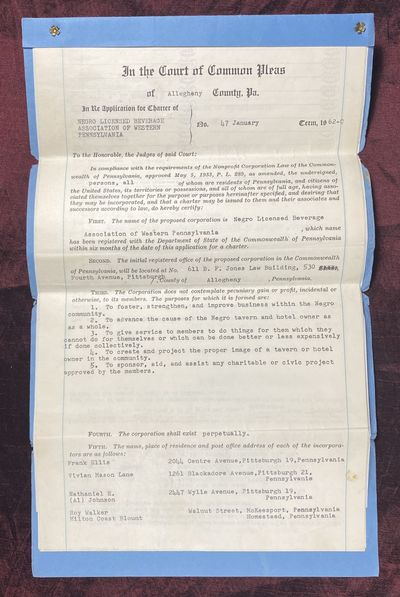 In the Court of Common Pleas
of Allegheny County, Pa.
In Re Application for Charter of
NEGRO LICENSED BEVERAGE
ASSOCIATION OF WESTERN
PENNSYLVANIA
No. 47 January Term, 19 62-C
To the Honorable, the Judges of said Court:
In compliance with the requirements of the Nonprofit Corporation Law of the Common-
wealth of Pennsylvania, approved May 5, 1933, P. L. 289, as amended, the undersigned,
persons, all of whom are residents of Pennsylvania, and citizens of
the United States, its territories or possessions, and all of whom are of full age, having asso-
ciated themselves together for the purpose or purposes hereinafter specified, and desiring that
they may be incorporated, and that a charter may be issued to them and their associates and
successors according to law, do hereby certify:
FIRST. The name of the proposed corporation is Negro Licensed Beverage
Association of Western Pennsylvania , which name
has been registered with the Department of State of the Commonwealth of Pennsylvania
within six months of the date of this application for a charter.
SECOND. The initial registered office of the proposed corporation in the Commonwealth
of Pennsylvania, will be located at No. 611 B. F. Jones Law Building, 530
Fourth Avenue, Pittsburgh, County of Allegheny , Pennsylvania.
THIRD. The Corporation does not contemplate pecuniary gain or profit, incidental or
otherwise, to its members. The purposes for which it is formed are:
1. To foster, strengthen, and improve business within the Negro
community.
2. To advance the cause of the Negro tavern and hotel owner as
as a whole.
3. To give service to members to do things for them which they
cannot do for themselves or which can be done better or less expensively
if done collectively.
4. To create and project the proper image of a tavern or hotel
owner in the community.
5. To sponsor, aid, and assist any charitable or civic project
approved by the members.
FOURTH. The corporation shall exist perpetually.
FIFTH. The name, place of residence and post office address of each of the incorpora-
tors are as follows:
Frank Ellis 2044 Centre Avenue, Pittsburgh 19, Pennsylvania
Vivian Mason Lane 1261 Blackadore Avenue, Pittsburgh 21,
Pennsylvania
Nathaniel R.
(Al) Johnson 2447 Wylie Avenue, Pittsburgh 19,
Pennsylvania
Roy Walker Walnut Street, McKeesport, Pennsylvania
Milton Coast Blount Homestead, Pennsylvania